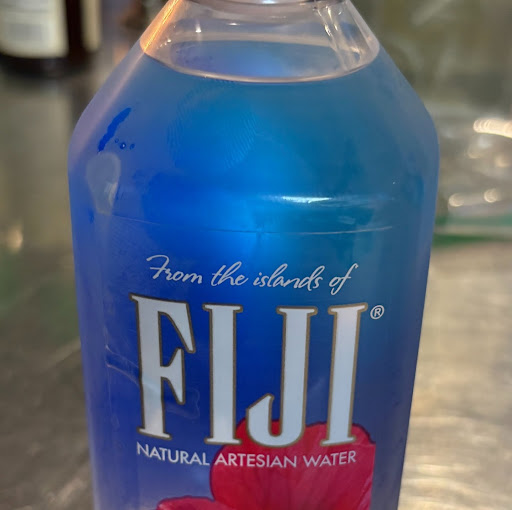 From the islands of
FIJI®
NATURAL ARTESIAN WATER